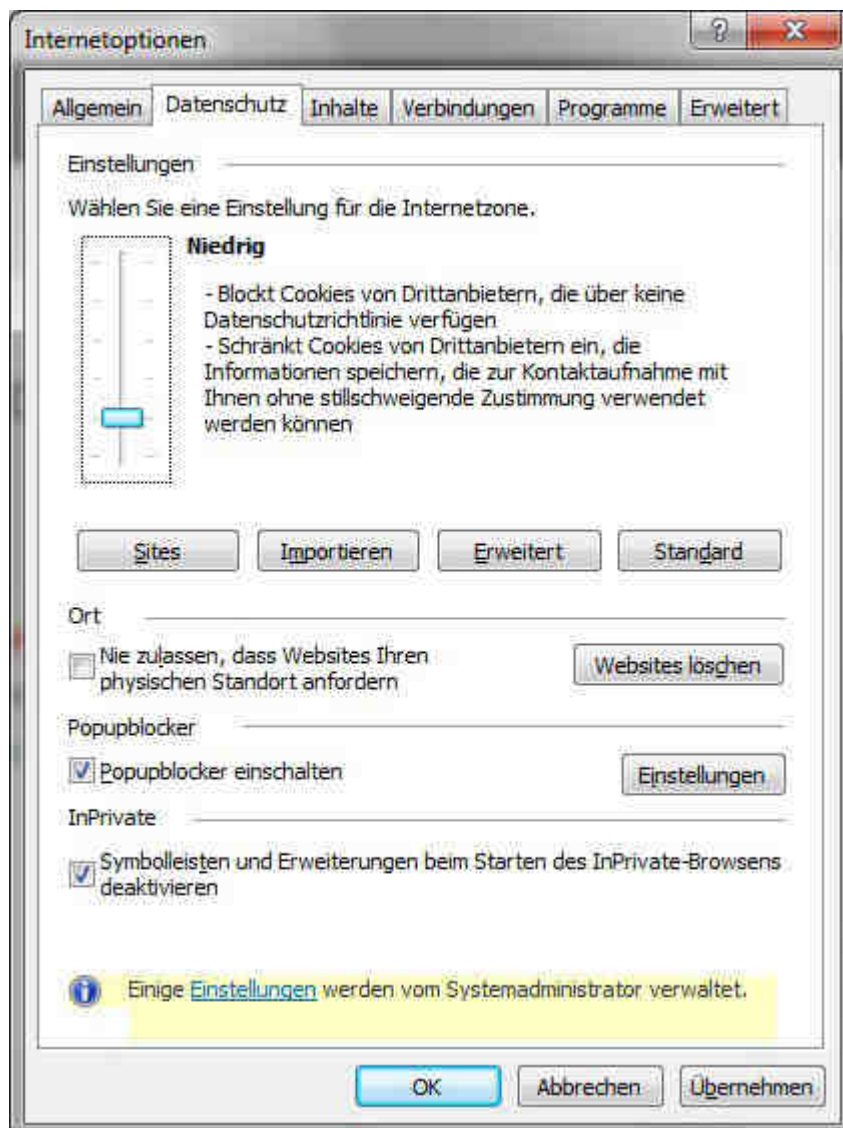 Internetoptionen
?
Allgemein Datenschutz Inhalte Verbindungen Programme Erweitert
Einstellungen
Wählen Sie eine Einstellung für die Internetzone.
Niedrig
- Blockt Cookies von Drittanbietern, die über keine
Datenschutzrichtlinie verfügen
- Schränkt Cookies von Drittanbietern ein, die
Informationen speichern, die zur Kontaktaufnahme mit
Ihnen ohne stillschweigende Zustimmung verwendet
werden können
Sites Importieren Erweitert Standard
Ort
Nie zulassen, dass Websites Ihren
physischen Standort anfordern
Websites löschen
Popupblocker
Popupblocker einschalten
Einstellungen
InPrivate
Symbolleisten und Erweiterungen beim Starten des InPrivate-Browsens
deaktivieren
Einige Einstellungen werden vom Systemadministrator verwaltet.
OK Abbrechen Übernehmen